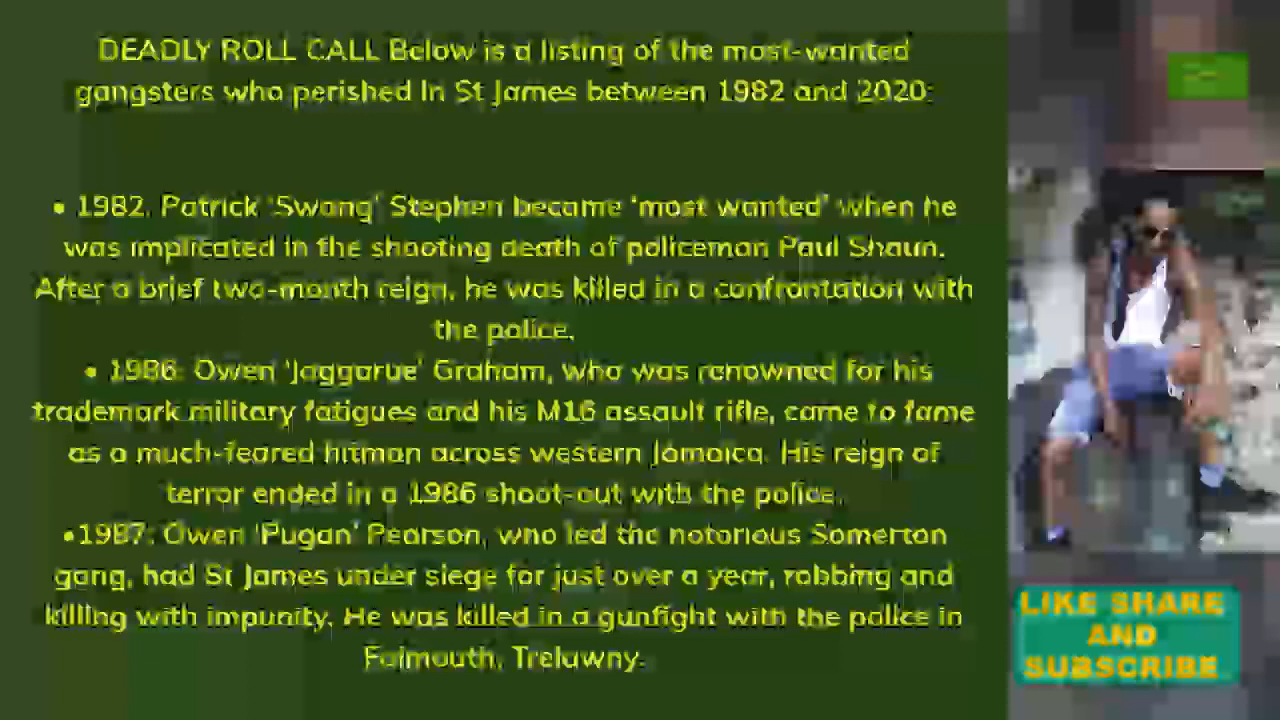 DEADLY ROLL CALL Below is a listing of the most-wanted
gangsters who perished in St James between 1982 and 2020:
• 1982: Patrick 'Swang' Stephen became 'most wanted' when he
was implicated in the shooting death of policeman Paul Shaun.
After a brief two-month reign, he was killed in a confrontation with
the police.
• 1986: Owen 'Jaggarue' Graham, who was renowned for his
trademark military fatigues and his M16 assault rifle, came to fame
as a much-feared hitman across western Jamaica. His reign of
terror ended in a 1986 shoot-out with the police.
•1987: Owen 'Pugan' Pearson, who led the notorious Somerton
gang, had St James under siege for just over a year, robbing and
killing with impunity. He was killed in a gunfight with the police in
Falmouth, Trelawny.
LIKE SHARE
AND
SUBSCRIBE